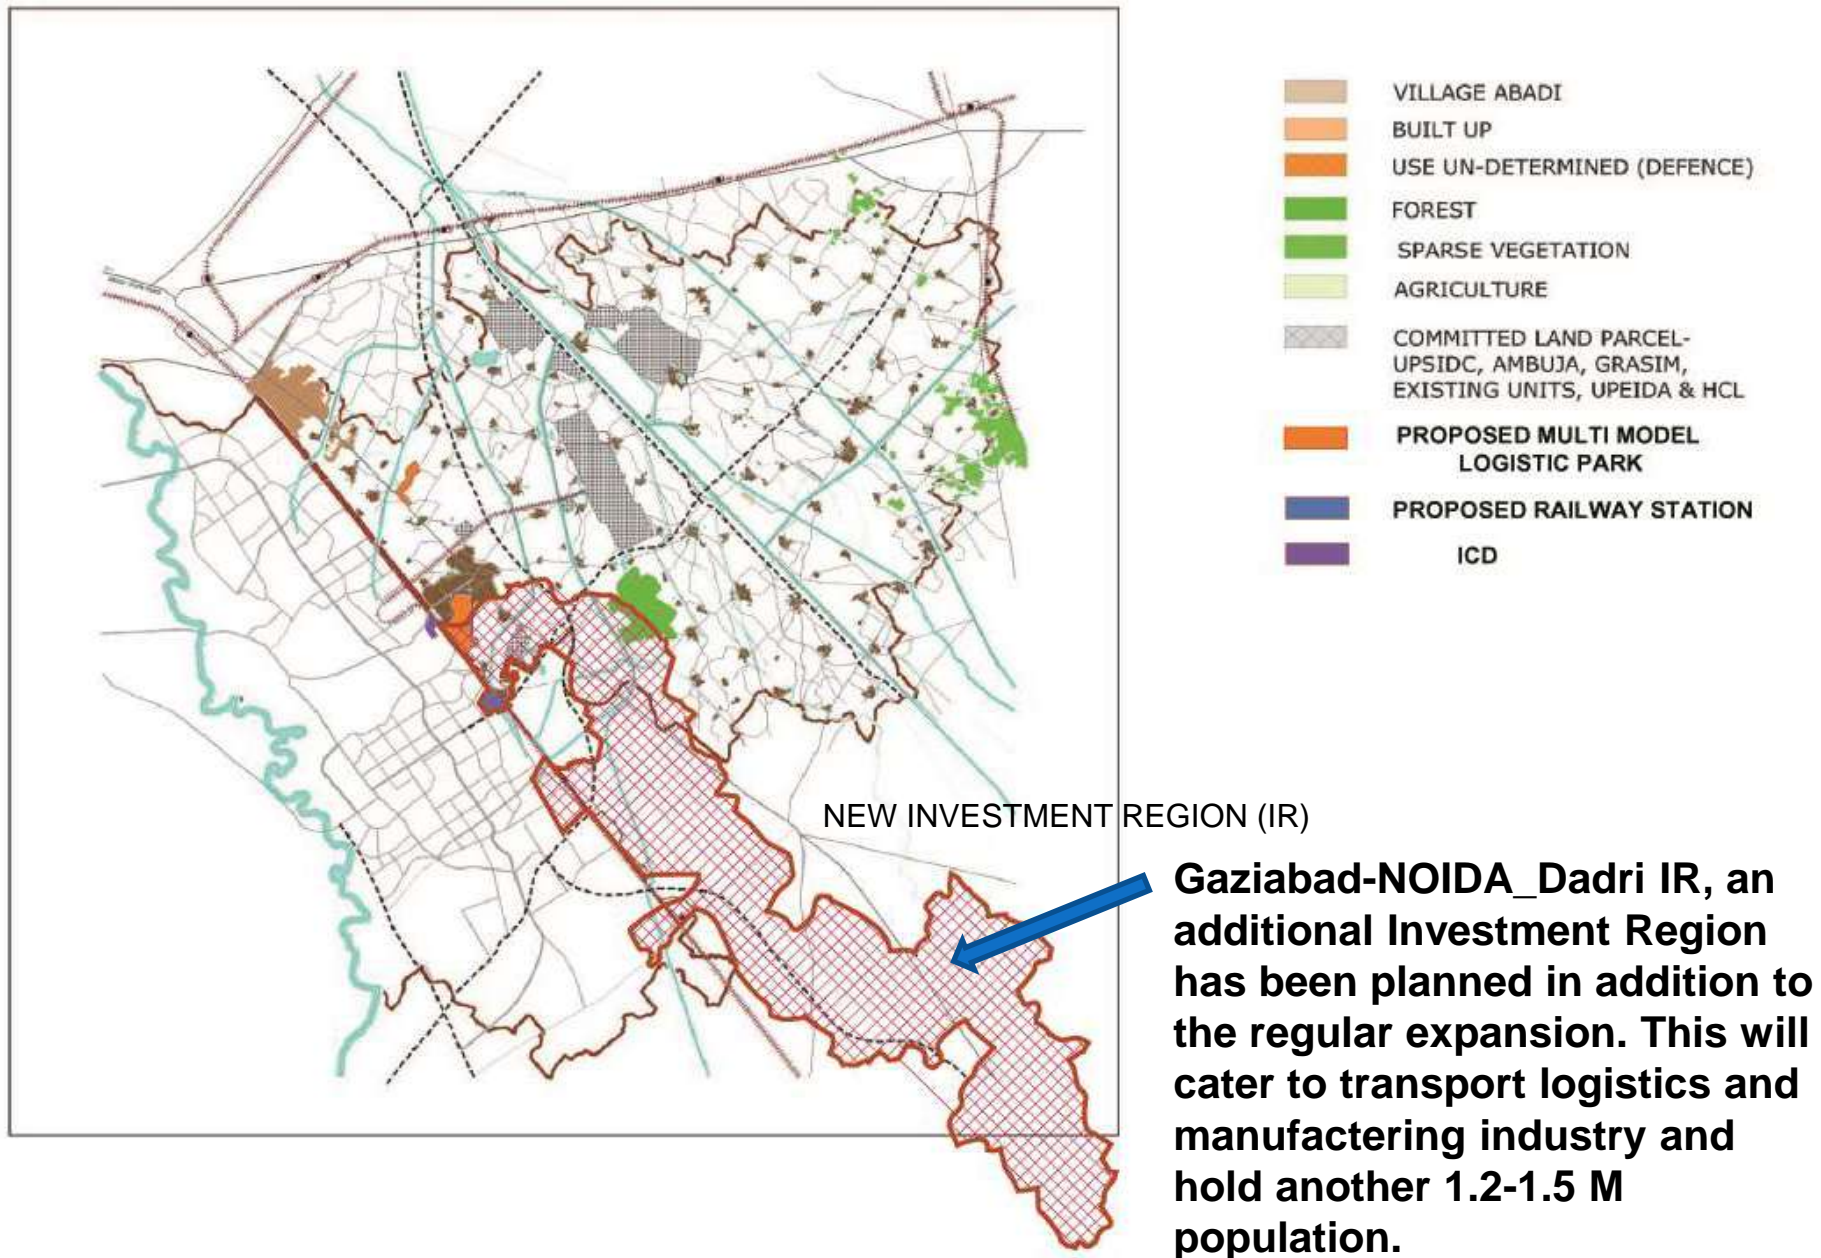 VILLAGE ABADI
BUILT UP
USE UN-DETERMINED (DEFENCE)
FOREST
SPARSE VEGETATION
AGRICULTURE
COMMITTED LAND PARCEL-
UPSIDC, AMBUJA, GRASIM,
EXISTING UNITS, UPEIDA & HCL
PROPOSED MULTI MODEL
LOGISTIC PARK
PROPOSED RAILWAY STATION
ICD
NEW INVESTMENT REGION (IR)
Gaziabad-NOIDA_Dadri IR, an
additional Investment Region
has been planned in addition to
the regular expansion. This will
cater to transport logistics and
manufactering industry and
hold another 1.2-1.5 M
population.